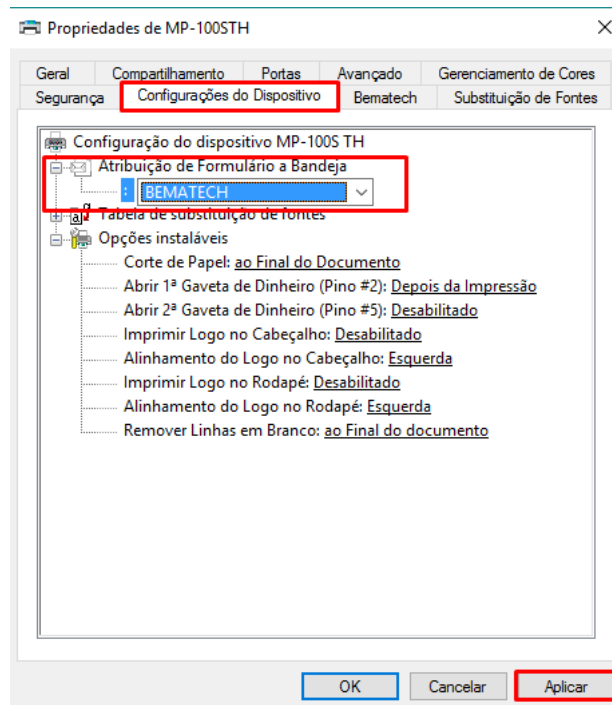 Propriedades de MP-100STH
Geral Compartilhamento Portas Avançado Gerenciamento de Cores
Segurança Configurações do Dispositivo Bematech Substituição de Fontes
Configuração do dispositivo MP-100S TH
Atribuição de Formulário a Bandeja
: BEMATECH
Tabela de substituição de fontes
Opções instaláveis
Corte de Papel: ao Final do Documento
Abrir 1ª Gaveta de Dinheiro (Pino #2): Depois da Impressão
Abrir 2ª Gaveta de Dinheiro (Pino #5): Desabilitado
Imprimir Logo no Cabeçalho: Desabilitado
Alinhamento do Logo no Cabeçalho: Esquerda
Imprimir Logo no Rodapé: Desabilitado
Alinhamento do Logo no Rodapé: Esquerda
Remover Linhas em Branco: ao Final do documento
OK Cancelar Aplicar